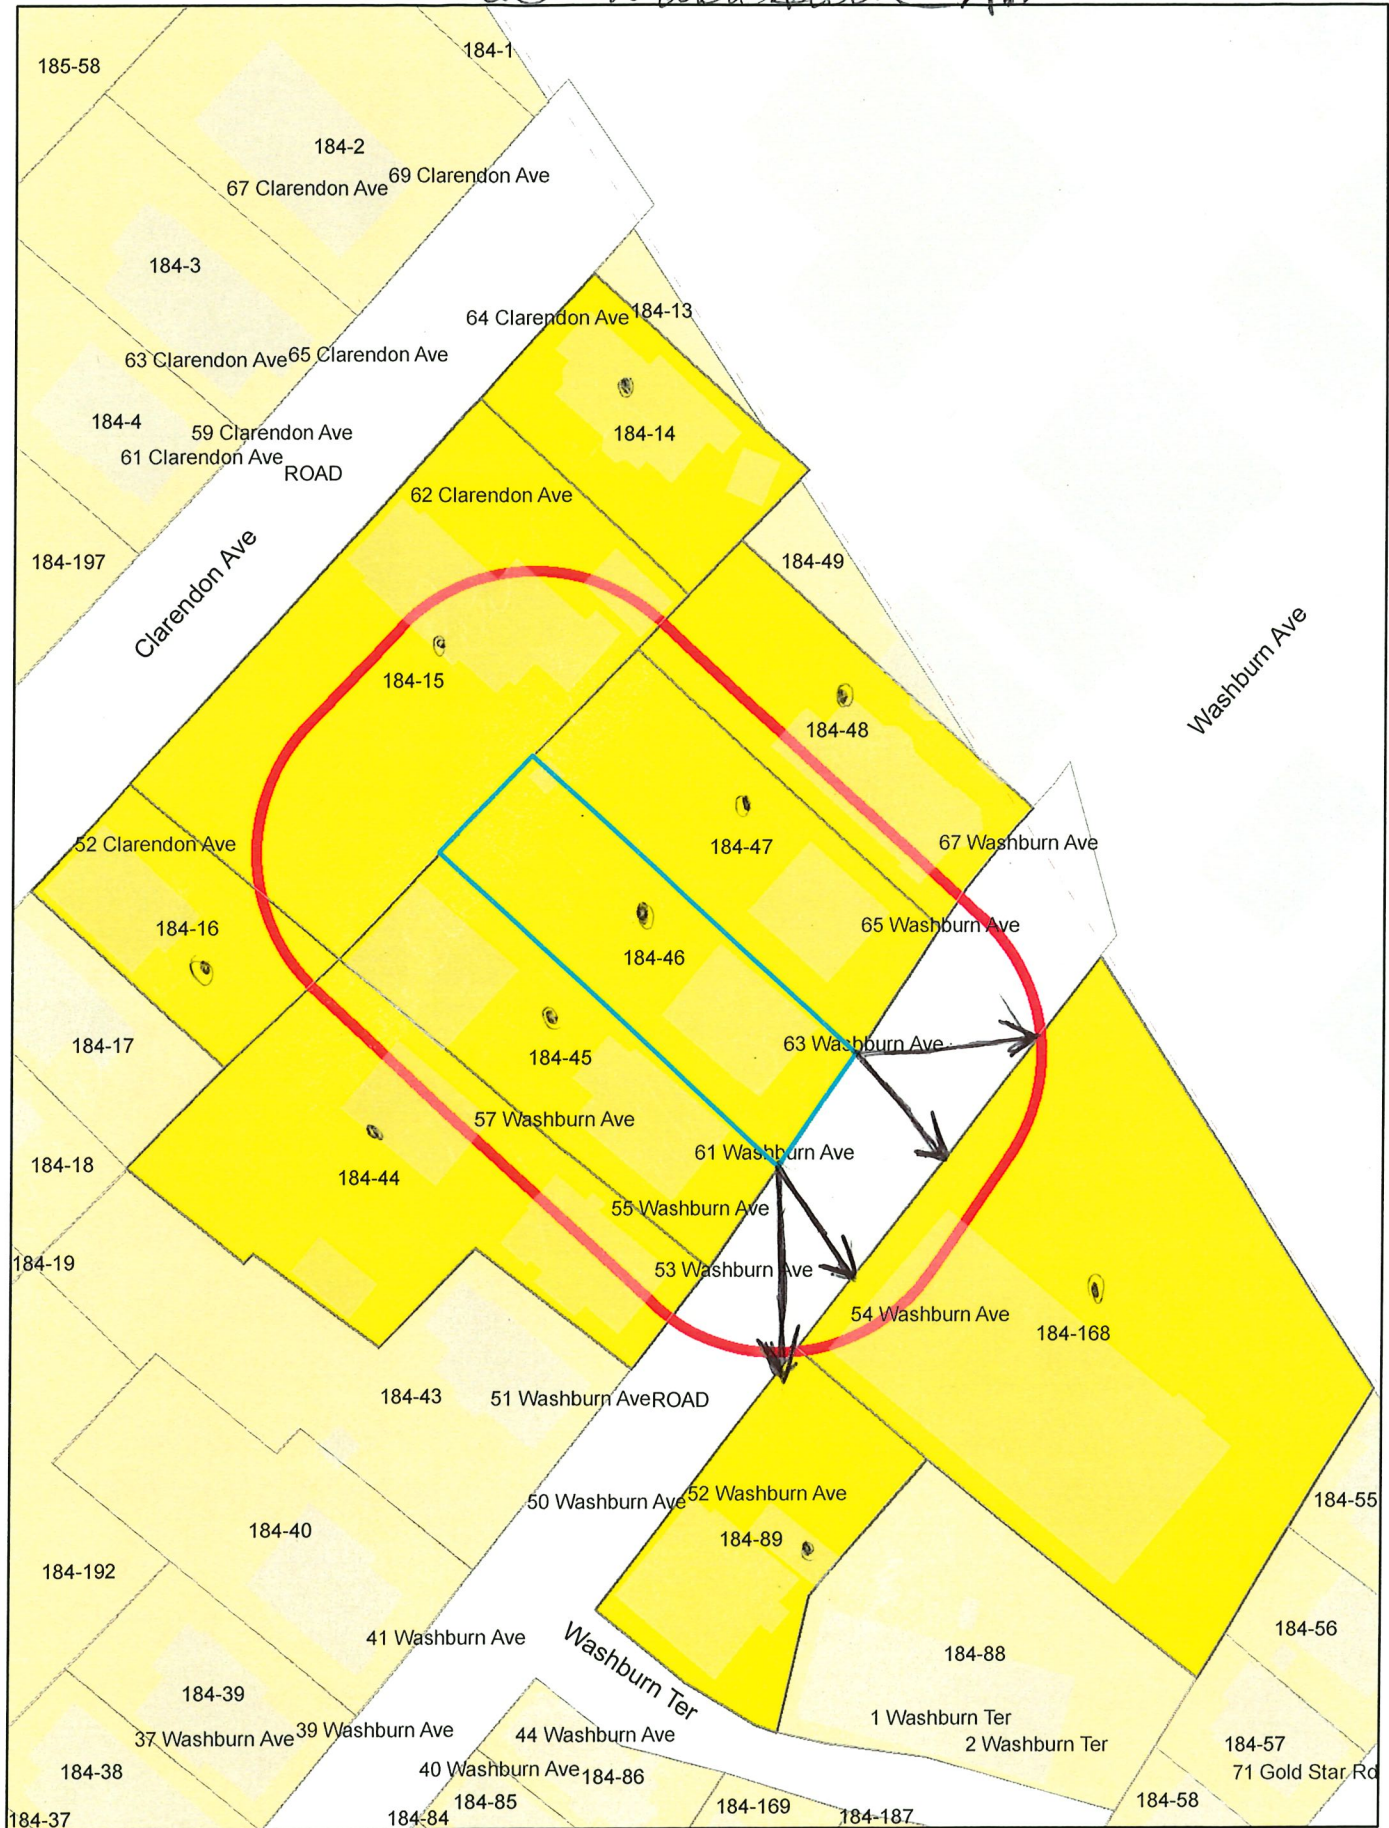 184-1
185-58
184-2
69 Clarendon Ave
67 Clarendon Ave
184-3
184-13
64 Clarendon Ave
65 Clarendon Ave
63 Clarendon Ave
184-4
59 Clarendon Ave
184-14
61 Clarendon Ave
ROAD
62 Clarendon Ave
184-197
184-49
Clarendon Ave
Washburn Ave
184-15
184-48
52 Clarendon Ave
184-47
67 Washburn Ave
184-16
65 Washburn Ave
184-46
184-17
63 Washburn Ave
184-45
57 Washburn Ave
61 Washburn Ave
184-18
184-44
55 Washburn Ave
184-19
53 Washburn Ave
54 Washburn Ave
184-168
184-43
51 Washburn Ave
ROAD
52 Washburn Ave
50 Washburn Ave
184-55
184-40
184-89
184-192
184-56
41 Washburn Ave
Washburn Ter
184-88
184-39
1 Washburn Ter
37 Washburn Ave
39 Washburn Ave
44 Washburn Ave
2 Washburn Ter
184-57
184-38
40 Washburn Ave
184-86
71 Gold Star Rd
184-85
184-58
184-37
184-84
184-169
184-187